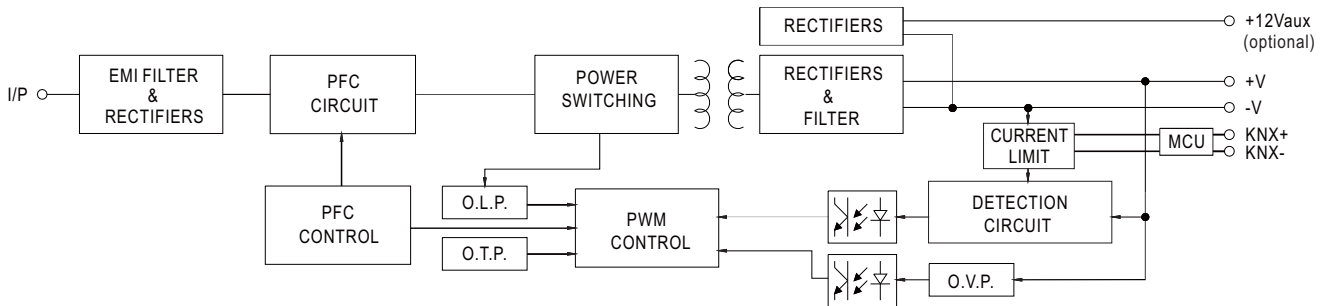 RECTIFIERS
+12Vaux
(optional)
I/P
EMI FILTER
&
RECTIFIERS
PFC
CIRCUIT
POWER
SWITCHING
RECTIFIERS
&
FILTER
+V
-V
CURRENT
LIMIT
MCU
KNX+
KNX-
PFC
CONTROL
O.L.P.
O.T.P.
PWM
CONTROL
DETECTION
CIRCUIT
O.V.P.